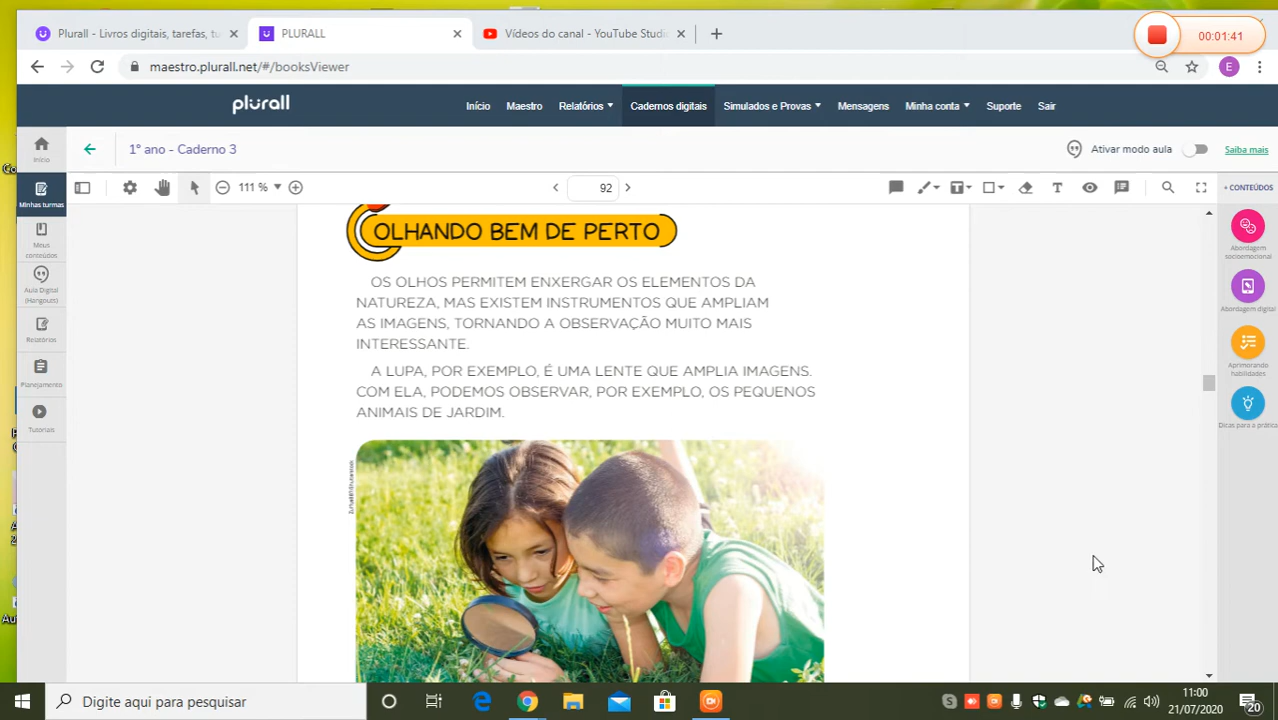 Plurall - Livros digitais, tarefas, tu
PLURALL
Vídeos do canal - YouTube Studi
00:01:41
maestro.plurall.net/#/booksViewer
E
plurall
Início
Maestro
Relatórios
Cadernos digitais
Simulados e Provas
Mensagens
Minha conta
Suporte
Sair
Início
1º ano - Caderno 3
Ativar modo aula
Saiba mais
Minhas turmas
111 %
92
+ CONTEÚDOS
OLHANDO BEM DE PERTO
OS OLHOS PERMITEM ENXERGAR OS ELEMENTOS DA
NATUREZA, MAS EXISTEM INSTRUMENTOS QUE AMPLIAM
AS IMAGENS, TORNANDO A OBSERVAÇÃO MUITO MAIS
INTERESSANTE.
A LUPA, POR EXEMPLO, É UMA LENTE QUE AMPLIA IMAGENS.
COM ELA, PODEMOS OBSERVAR, POR EXEMPLO, OS PEQUENOS
ANIMAIS DE JARDIM.
Meus
conteúdos
Aula Digital
(Hangouts)
Relatórios
Planejamento
Tutoriais
Abordagem
socioemocional
Abordagem digital
Aprimorando
habilidades
Dicas para a prática
Digite aqui para pesquisar
11:00
21/07/2020
20